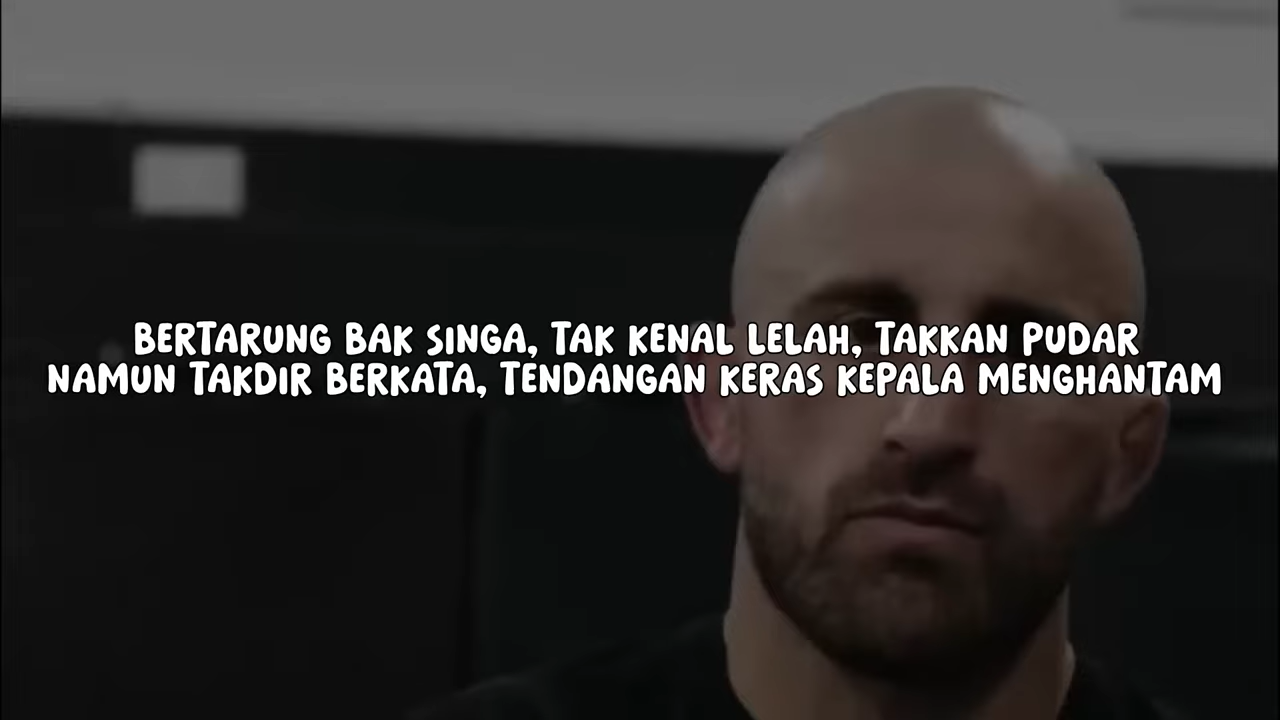 BERTARUNG BAK SINGA, TAK KENAL LELAH, TAKKAN PUDAR
NAMUN TAKDIR BERKATA, TENDANGAN KERAS KEPALA MENGHANTAM